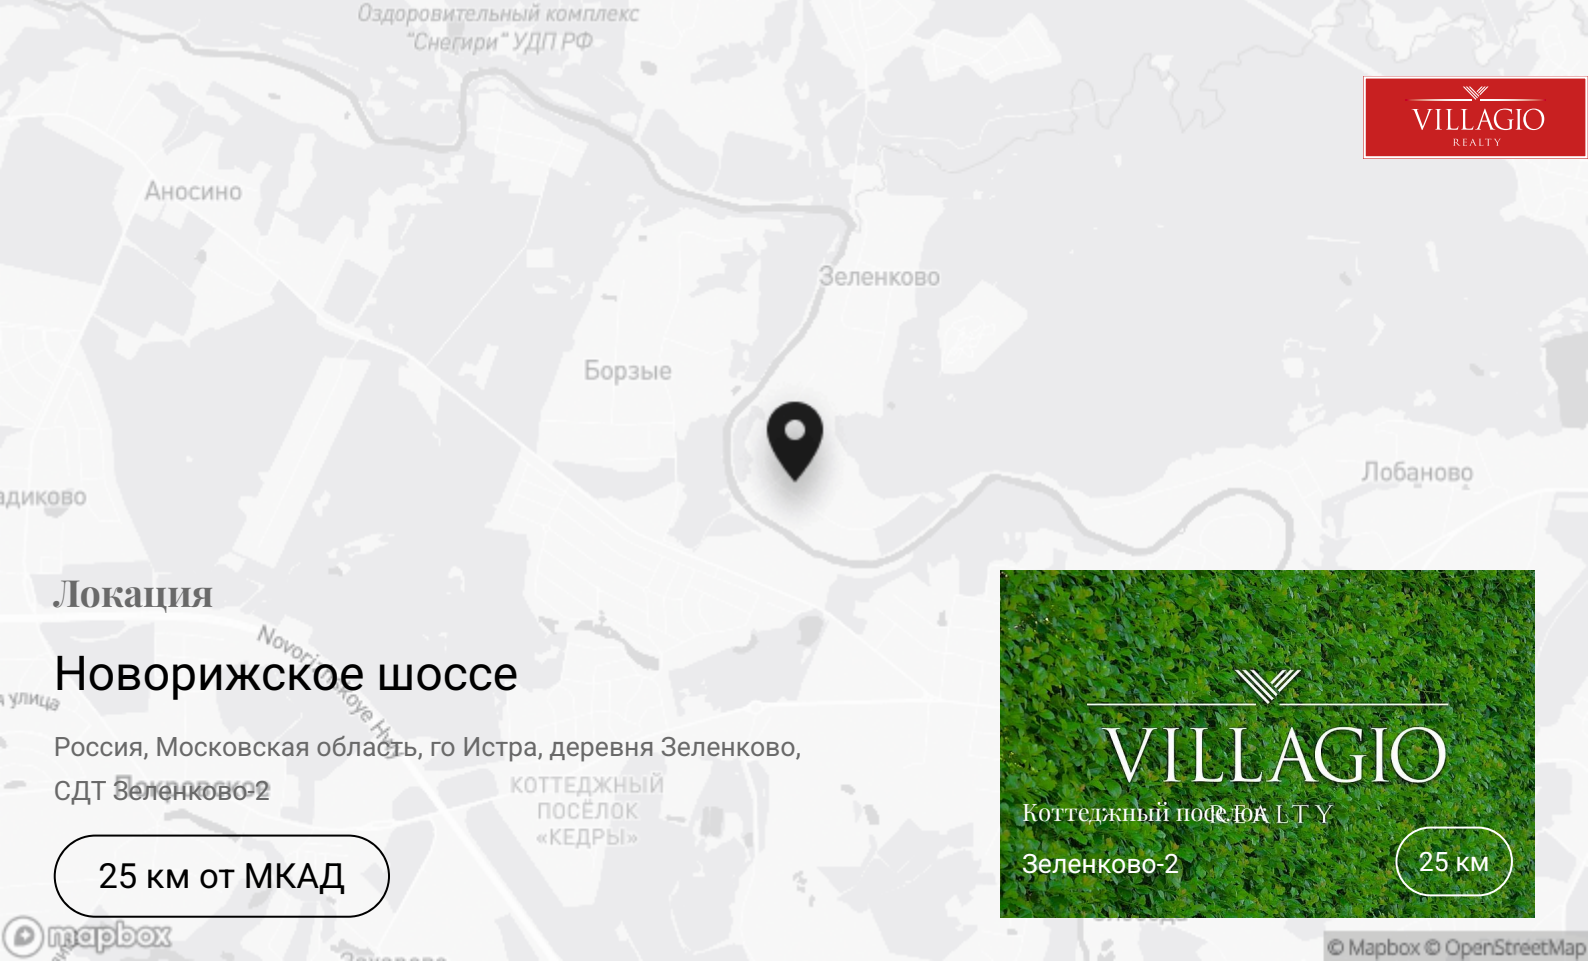 Оздоровительный комплекс
"Снегири" УДП РФ
VILLAGIO
REALTY
Аносино
Зеленково
Борзые
Лобаново
адиково
Локация
Новорижское шоссе
я улица
Россия, Московская область, го Истра, деревня Зеленково,
СДТ Зеленково-2
Покровское
КОТТЕДЖНЫЙ
ПОСЁЛОК
«КЕДРЫ»
25 км от МКАД
VILLAGIO
REALTY
Коттеджный поселок
Зеленково-2
25 км
mapbox
© Mapbox © OpenStreetMap